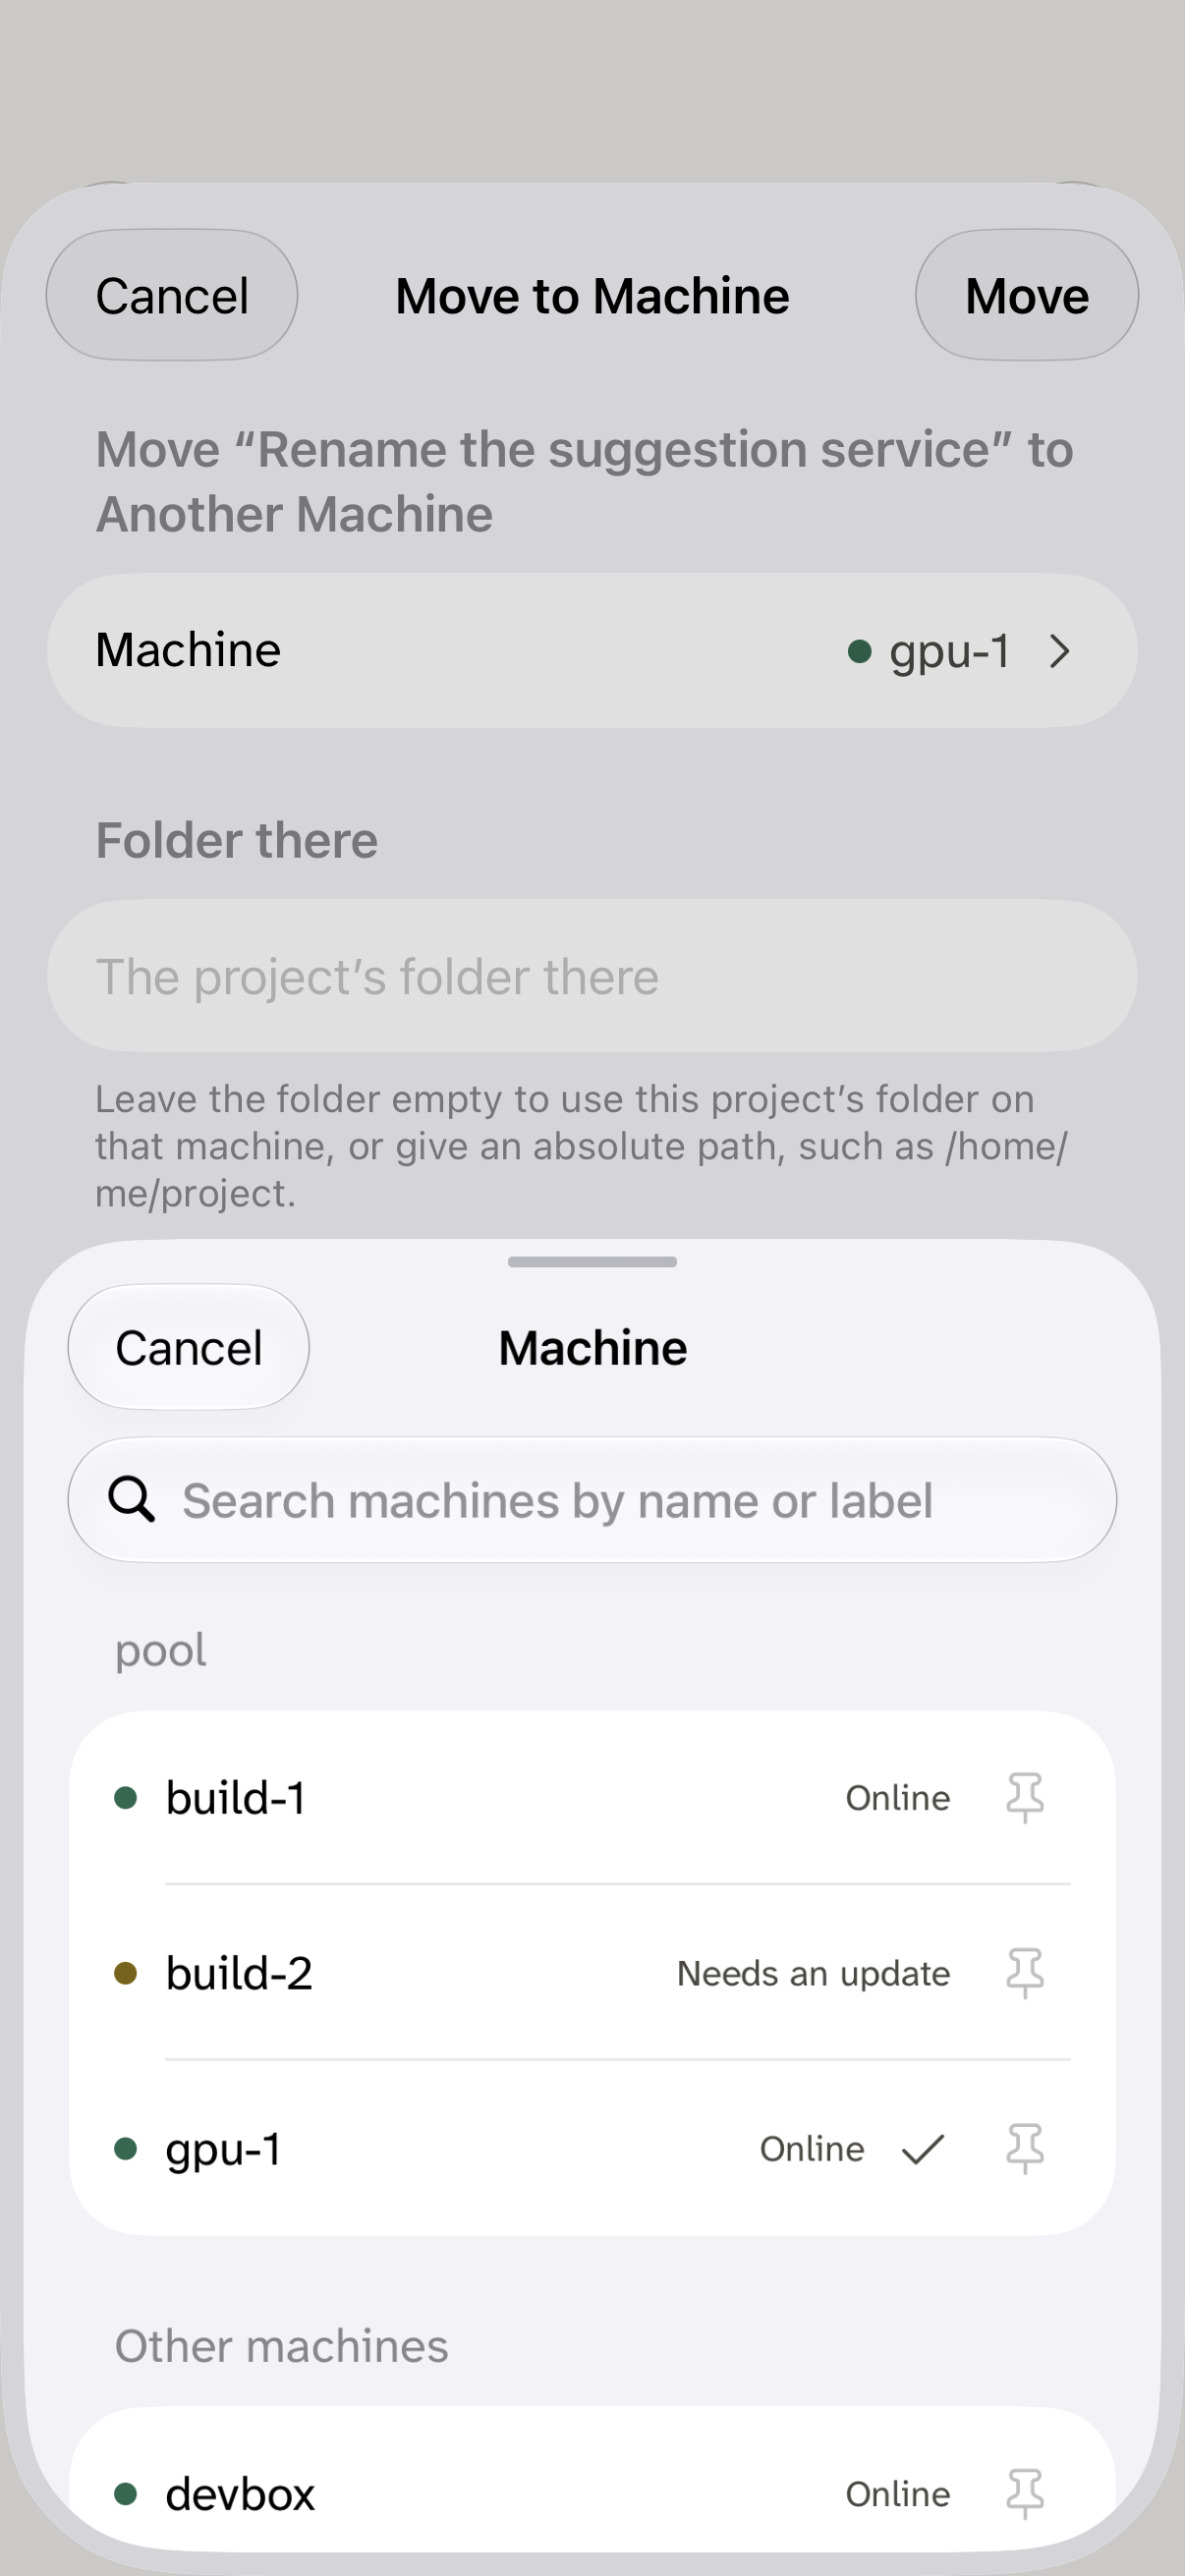 Cancel
Move to Machine
Move
Move “Rename the suggestion service” to
Another Machine
Machine
gpu-1
Folder there
The project’s folder there
Leave the folder empty to use this project’s folder on
that machine, or give an absolute path, such as /home/
me/project.
Cancel
Machine
Search machines by name or label
pool
build-1
Online
build-2
Needs an update
gpu-1
Online
Other machines
devbox
Online